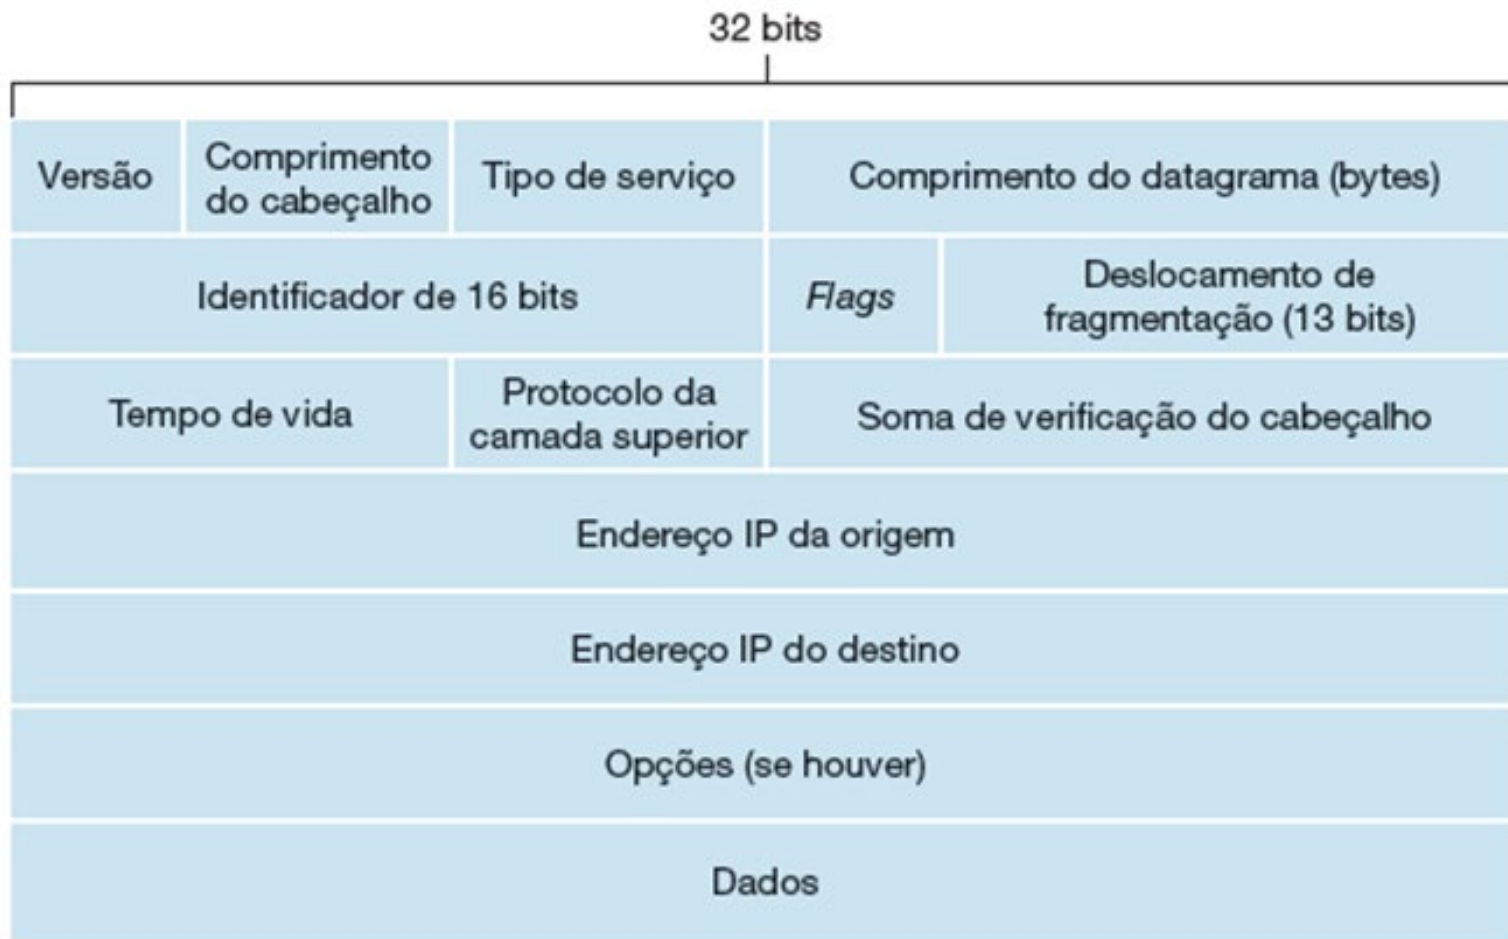 32 bits
Versão
Comprimento
do cabeçalho
Tipo de serviço
Comprimento do datagrama (bytes)
Identificador de 16 bits
Flags
Deslocamento de
fragmentação (13 bits)
Tempo de vida
Protocolo da
camada superior
Soma de verificação do cabeçalho
Endereço IP da origem
Endereço IP do destino
Opções (se houver)
Dados